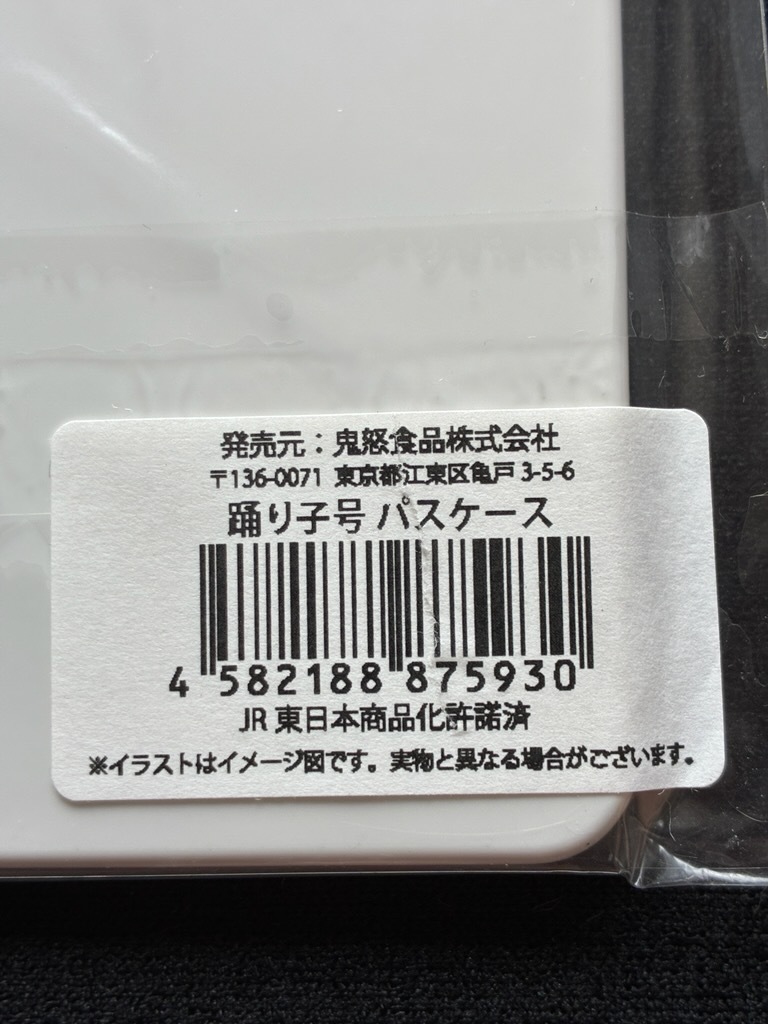 発売元：鬼怒食品株式会社
〒136-0071 東京都江東区亀戸 3-5-6
踊り子号 パスケース
4 582188 875930
JR 東日本商品化許諾済
※イラストはイメージ図です。実物と異なる場合がございます。